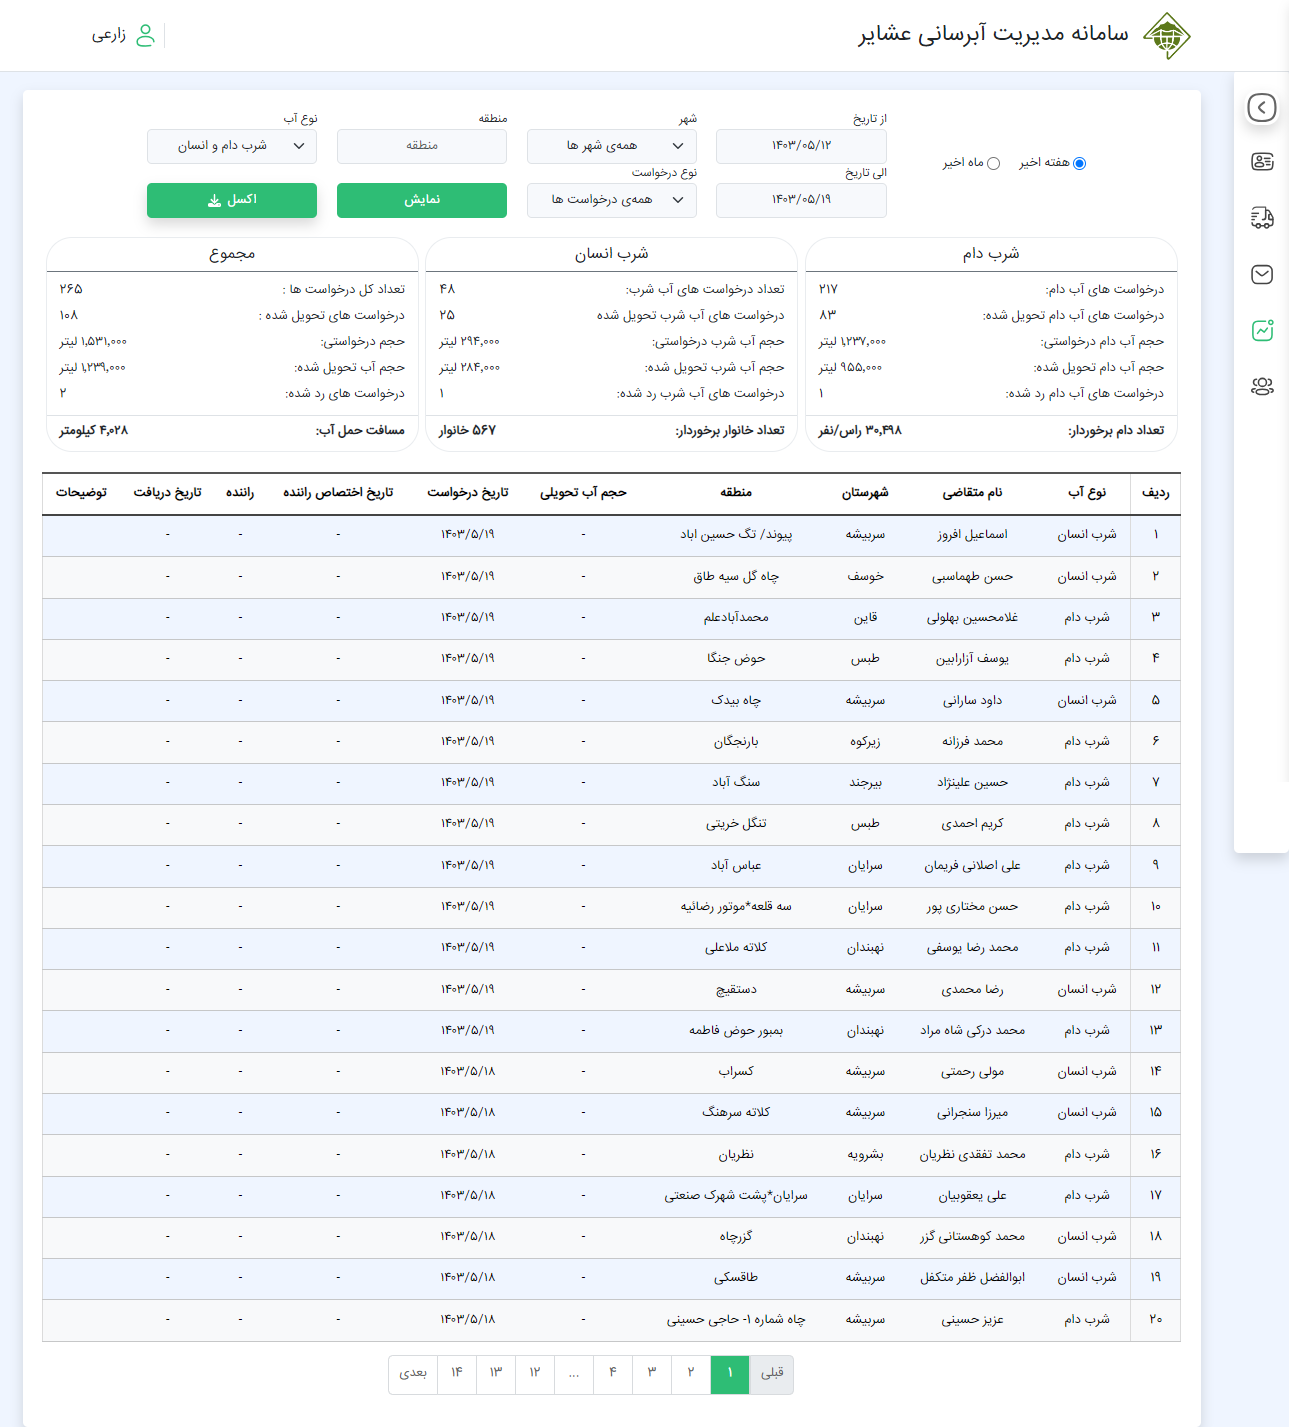 سامانه مدیریت آبرسانی عشایر
زارعی
هفته اخیر
ماه اخیر
از تاریخ
۱۴۰۳/۰۵/۱۲
شهر
همه‌ی شهر ها
منطقه
منطقه
نوع آب
شرب دام و انسان
الی تاریخ
۱۴۰۳/۰۵/۱۹
نوع درخواست
همه‌ی درخواست ها
نمایش
اکسل
شرب دام
درخواست های آب دام: ۲۱۷
درخواست های آب دام تحویل شده: ۸۳
حجم آب دام درخواستی: ۱,۲۳۷,۰۰۰ لیتر
حجم آب دام تحویل شده: ۹۵۵,۰۰۰ لیتر
درخواست های آب دام رد شده: ۱
تعداد دام برخوردار: ۳۰,۴۹۸ راس/نفر
شرب انسان
تعداد درخواست های آب شرب: ۴۸
درخواست های آب شرب تحویل شده ۲۵
حجم آب شرب درخواستی: ۲۹۴,۰۰۰ لیتر
حجم آب شرب تحویل شده: ۲۸۴,۰۰۰ لیتر
درخواست های آب شرب رد شده: ۱
تعداد خانوار برخوردار: ۵۶۷ خانوار
مجموع
تعداد کل درخواست ها : ۲۶۵
درخواست های تحویل شده : ۱۰۸
حجم درخواستی: ۱,۵۳۱,۰۰۰ لیتر
حجم آب تحویل شده: ۱,۲۳۹,۰۰۰ لیتر
درخواست های رد شده: ۲
مسافت حمل آب: ۴,۰۲۸ کیلومتر
ردیف نوع آب نام متقاضی شهرستان منطقه حجم آب تحویلی تاریخ درخواست تاریخ اختصاص راننده راننده تاریخ دریافت توضیحات
۱ شرب انسان اسماعیل افروز سربیشه پیوند/ تگ حسین اباد - ۱۴۰۳/۵/۱۹ - - -
۲ شرب انسان حسن طهماسبی خوسف چاه گل سیه طاق - ۱۴۰۳/۵/۱۹ - - -
۳ شرب دام غلامحسین بهلولی قاین محمدآبادعلم - ۱۴۰۳/۵/۱۹ - - -
۴ شرب دام یوسف آزارابین طبس حوض جنگا - ۱۴۰۳/۵/۱۹ - - -
۵ شرب انسان داود سارانی سربیشه چاه بیدک - ۱۴۰۳/۵/۱۹ - - -
۶ شرب دام محمد فرزانه زیرکوه بارنجگان - ۱۴۰۳/۵/۱۹ - - -
۷ شرب دام حسین علینژاد بیرجند سنگ آباد - ۱۴۰۳/۵/۱۹ - - -
۸ شرب دام کریم احمدی طبس تنگل خریتی - ۱۴۰۳/۵/۱۹ - - -
۹ شرب دام علی اصلانی فریمان سرایان عباس آباد - ۱۴۰۳/۵/۱۹ - - -
۱۰ شرب دام حسن مختاری پور سرایان سه قلعه*موتور رضائیه - ۱۴۰۳/۵/۱۹ - - -
۱۱ شرب دام محمد رضا یوسفی نهبندان کلاته ملاعلی - ۱۴۰۳/۵/۱۹ - - -
۱۲ شرب انسان رضا محمدی سربیشه دستقیچ - ۱۴۰۳/۵/۱۹ - - -
۱۳ شرب دام محمد درکی شاه مراد نهبندان بمبور حوض فاطمه - ۱۴۰۳/۵/۱۹ - - -
۱۴ شرب انسان مولی رحمتی سربیشه کسراب - ۱۴۰۳/۵/۱۸ - - -
۱۵ شرب انسان میرزا سنجرانی سربیشه کلاته سرهنگ - ۱۴۰۳/۵/۱۸ - - -
۱۶ شرب دام محمد تفقدی نظریان بشرویه نظریان - ۱۴۰۳/۵/۱۸ - - -
۱۷ شرب دام علی یعقوبیان سرایان سرایان*پشت شهرک صنعتی - ۱۴۰۳/۵/۱۸ - - -
۱۸ شرب انسان محمد کوهستانی گزر نهبندان گزرچاه - ۱۴۰۳/۵/۱۸ - - -
۱۹ شرب انسان ابوالفضل ظفر متکفل سربیشه طاقسکی - ۱۴۰۳/۵/۱۸ - - -
۲۰ شرب دام عزیز حسینی سربیشه چاه شماره ۱- حاجی حسینی - ۱۴۰۳/۵/۱۸ - - -
قبلی ۱ ۲ ۳ ۴ ... ۱۲ ۱۳ ۱۴ بعدی